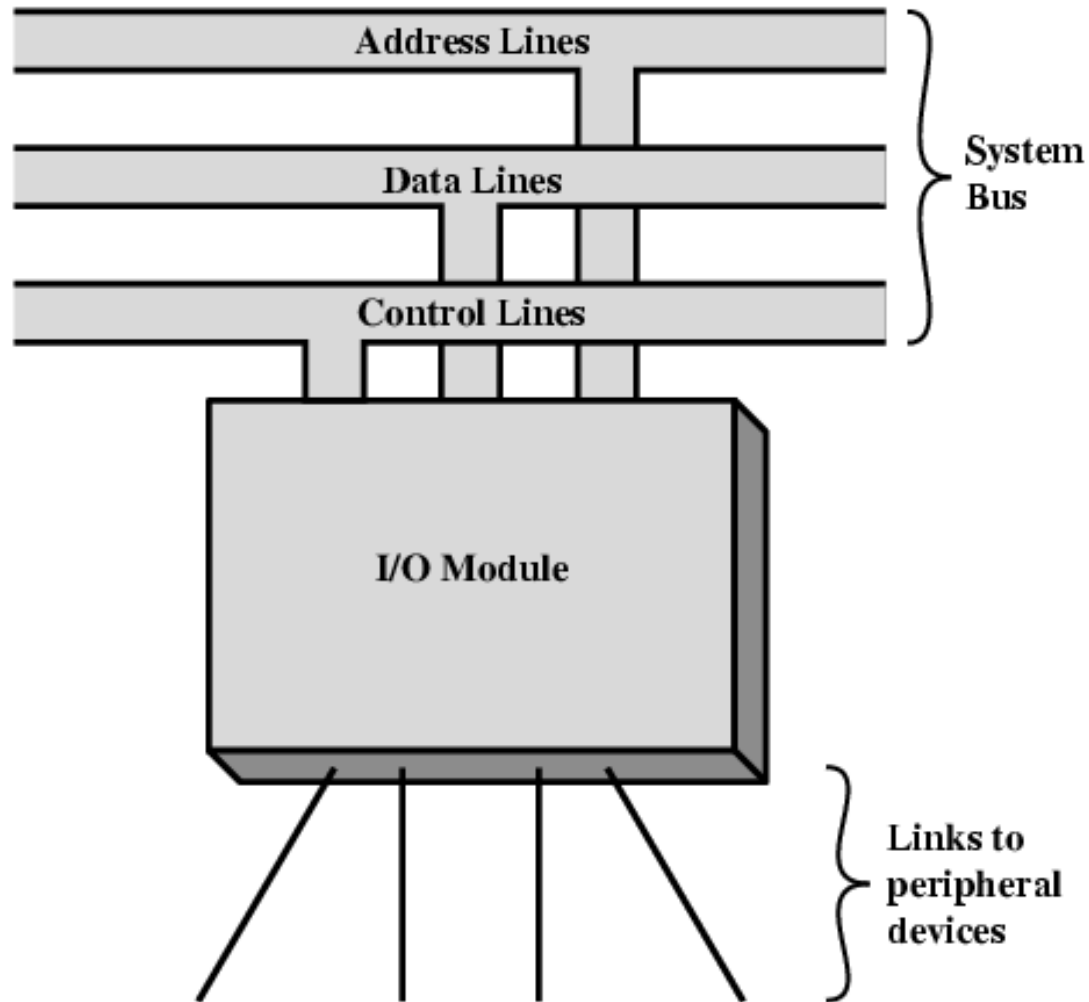 Address Lines
Data Lines
Control Lines
System
Bus
I/O Module
Links to
peripheral
devices